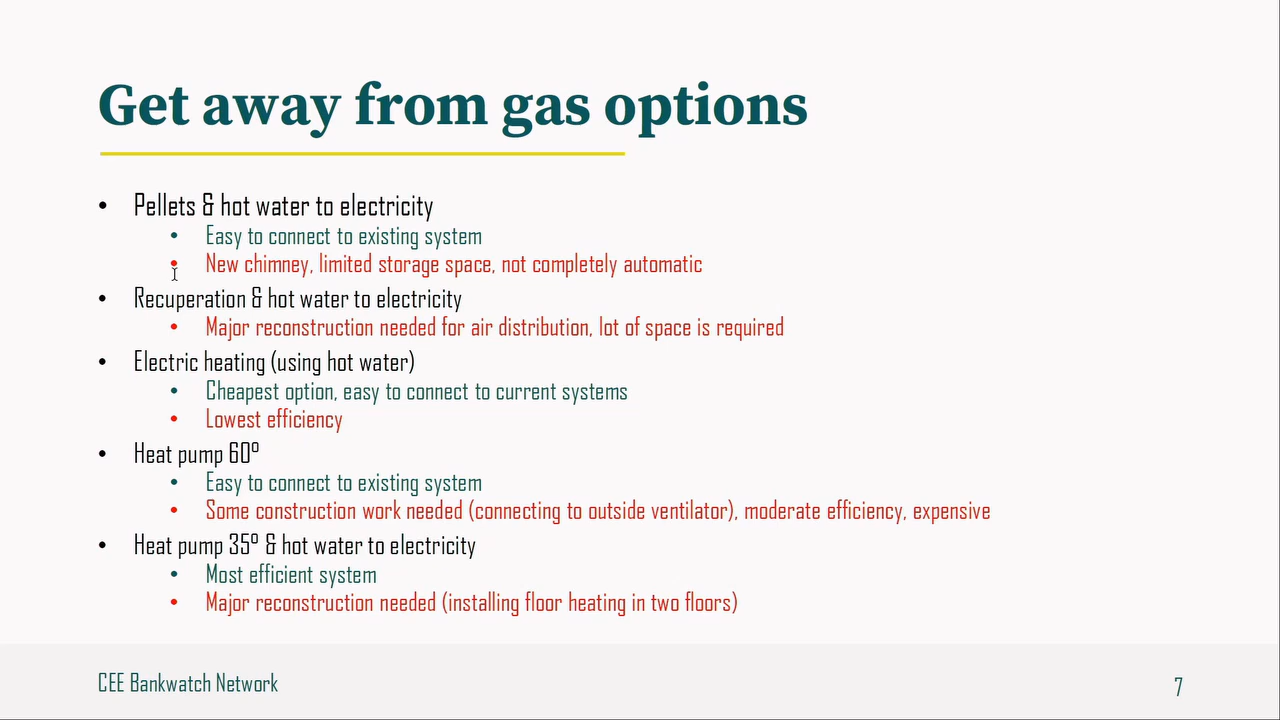 Get away from gas options
• Pellets & hot water to electricity
• Easy to connect to existing system
• New chimney, limited storage space, not completely automatic
• Recuperation & hot water to electricity
• Major reconstruction needed for air distribution, lot of space is required
• Electric heating (using hot water)
• Cheapest option, easy to connect to current systems
• Lowest efficiency
• Heat pump 60°
• Easy to connect to existing system
• Some construction work needed (connecting to outside ventilator), moderate efficiency, expensive
• Heat pump 35° & hot water to electricity
• Most efficient system
• Major reconstruction needed (installing floor heating in two floors)
CEE Bankwatch Network
7